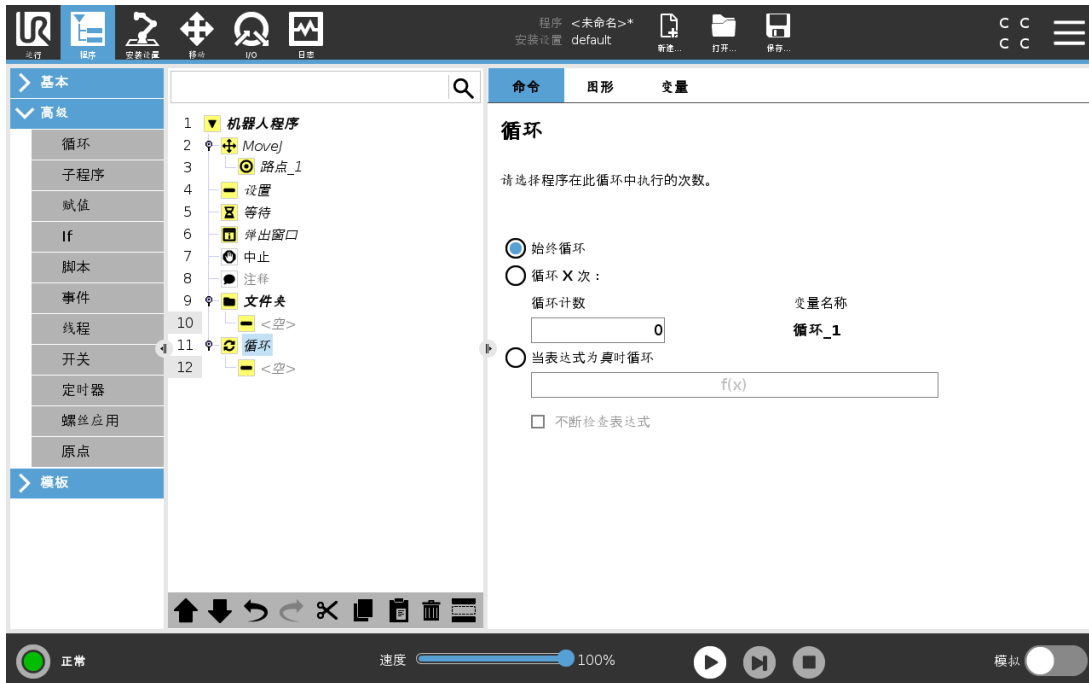 UR
运行
程序
安装设置
移动
I/O
日志
程序 <未命名>*
安装设置 default
新建...
打开...
保存...
C C
C C
基本
高级
循环
子程序
赋值
If
脚本
事件
线程
开关
定时器
螺丝应用
原点
模板
1 机器人程序
2 MoveJ
3 路点_1
4 设置
5 等待
6 弹出窗口
7 中止
8 注释
9 文件夹
10 <空>
11 循环
12 <空>
命令 图形 变量
循环
请选择程序在此循环中执行的次数。
始终循环
循环 X 次：
循环计数 变量名称
0 循环_1
当表达式为真时循环
f(x)
不断检查表达式
正常
速度 100%
模拟